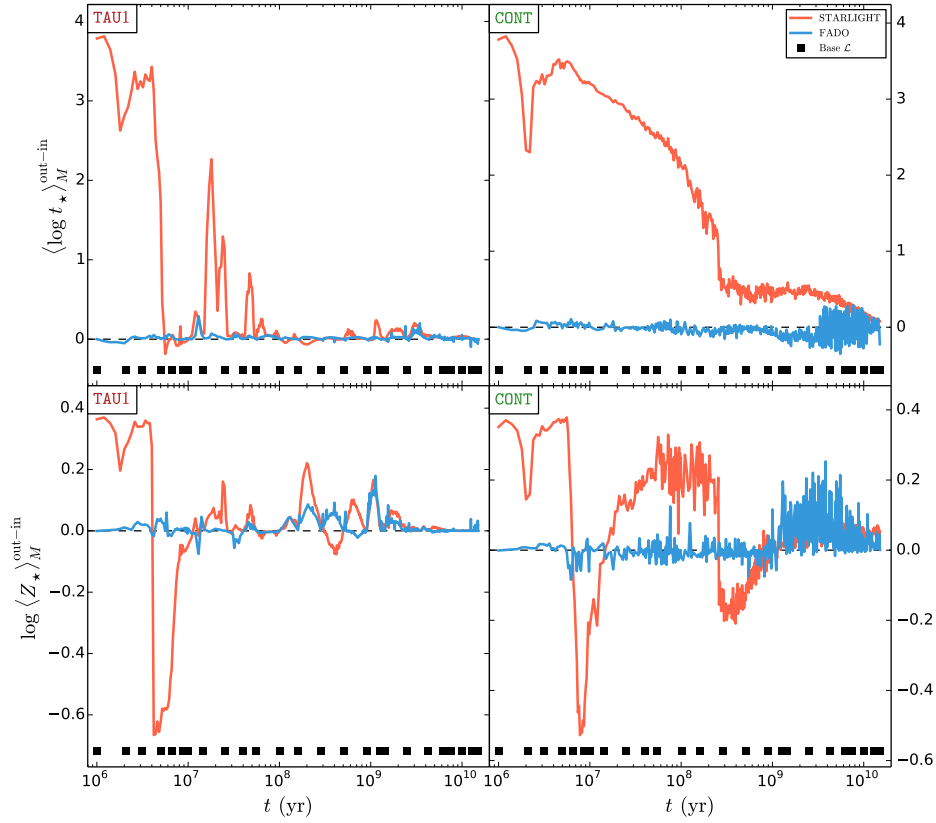 TAU1
CONT
STARLIGHT
FADO
Base ℒ
4
3
2
1
0
4
3
2
1
0
⟨log t⋆⟩_M^out−in
TAU1
CONT
0.4
0.2
0.0
−0.2
−0.4
−0.6
0.4
0.2
0.0
−0.2
−0.4
−0.6
log ⟨Z⋆⟩_M^out−in
10^6 10^7 10^8 10^9 10^10
10^6 10^7 10^8 10^9 10^10
t (yr)
t (yr)